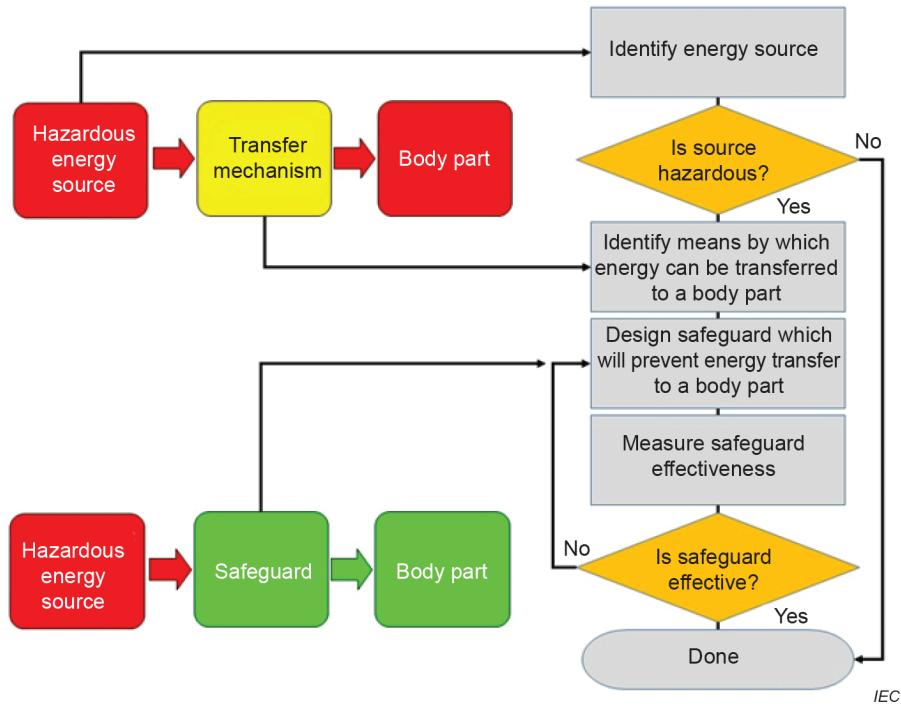 Identify energy source
Hazardous
energy
source
Transfer
mechanism
Body part
Is source
hazardous?
No
Yes
Identify means by which
energy can be transferred
to a body part
Design safeguard which
will prevent energy transfer
to a body part
Measure safeguard
effectiveness
Hazardous
energy
source
Safeguard
Body part
No
Is safeguard
effective?
Yes
Done
IEC